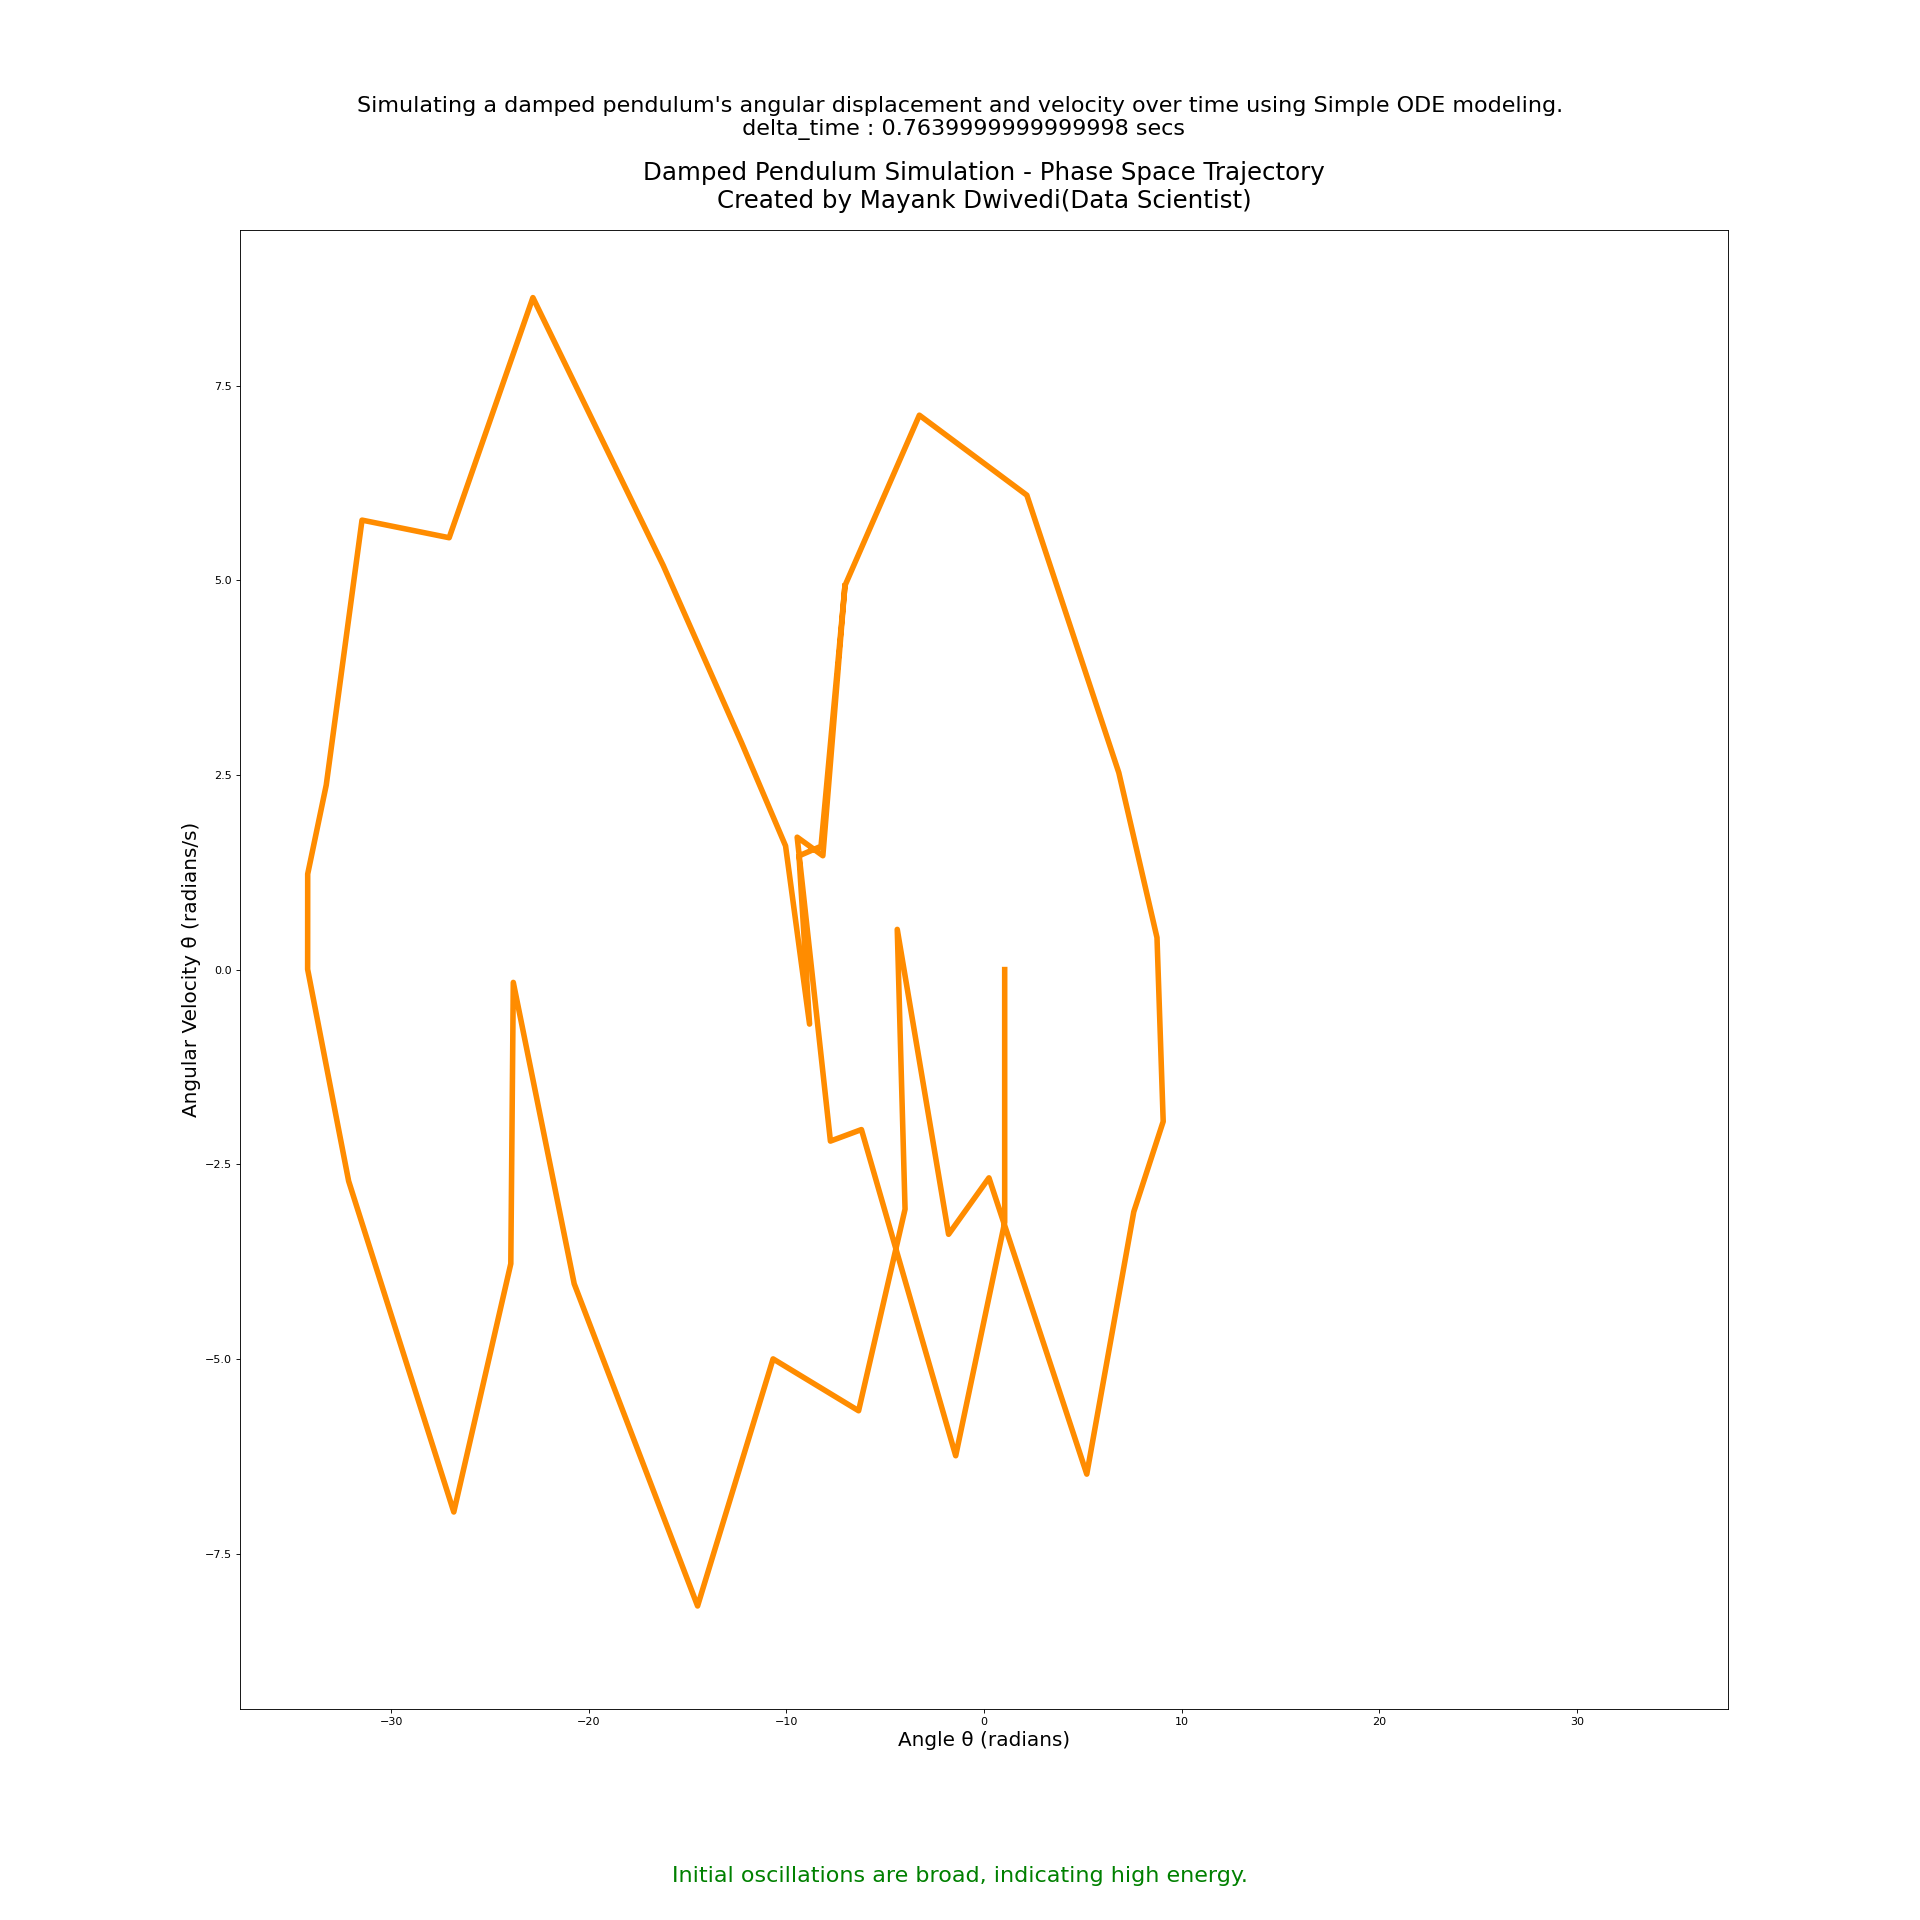 Simulating a damped pendulum's angular displacement and velocity over time using Simple ODE modeling.
delta_time : 0.7639999999999998 secs
Damped Pendulum Simulation - Phase Space Trajectory
Created by Mayank Dwivedi(Data Scientist)
7.5
5.0
2.5
0.0
−2.5
−5.0
−7.5
Angular Velocity θ (radians/s)
−30
−20
−10
0
10
20
30
Angle θ (radians)
Initial oscillations are broad, indicating high energy.